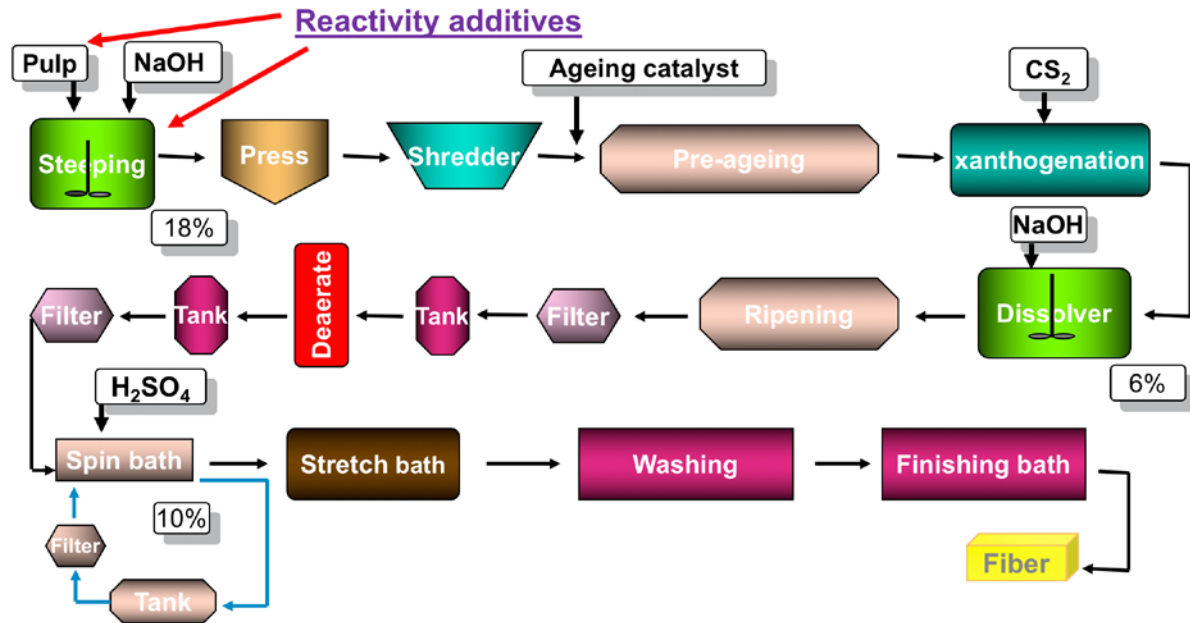 Reactivity additives
Pulp
NaOH
Ageing catalyst
CS₂
Steeping
Press
Shredder
Pre-ageing
xanthogenation
18%
NaOH
Filter
Tank
Deaerate
Tank
Filter
Ripening
Dissolver
6%
H₂SO₄
Spin bath
Stretch bath
Washing
Finishing bath
10%
Filter
Tank
Fiber